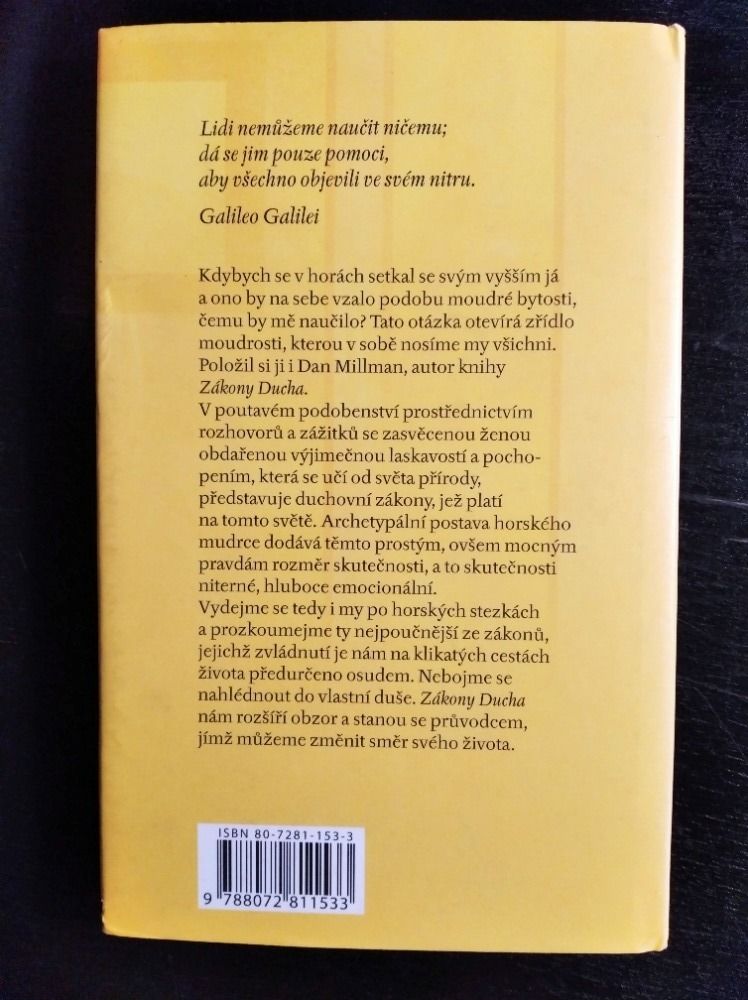 Lidi nemůžeme naučit ničemu;
dá se jim pouze pomoci,
aby všechno objevili ve svém nitru.
Galileo Galilei
Kdybych se v horách setkal se svým vyšším já
a ono by na sebe vzalo podobu moudré bytosti,
čemu by mě naučilo? Tato otázka otevírá zřídlo
moudrosti, kterou v sobě nosíme my všichni.
Položil si ji i Dan Millman, autor knihy
Zákony Ducha.
V poutavém podobenství prostřednictvím
rozhovorů a zážitků se zasvěcenou ženou
obdařenou výjimečnou laskavostí a pocho-
pením, která se učí od světa přírody,
představuje duchovní zákony, jež platí
na tomto světě. Archetypální postava horského
mudrce dodává těmto prostým, ovšem mocným
pravdám rozměr skutečnosti, a to skutečnosti
niterné, hluboce emocionální.
Vydejme se tedy i my po horských stezkách
a prozkoumejme ty nejpoučnější ze zákonů,
jejichž zvládnutí je nám na klikatých cestách
života předurčeno osudem. Nebojme se
nahlédnout do vlastní duše. Zákony Ducha
nám rozšíří obzor a stanou se průvodcem,
jímž můžeme změnit směr svého života.
ISBN 80-7281-153-3
9 788072 811533